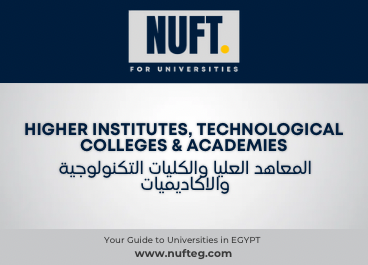 NUFT.
FOR UNIVERSITIES
HIGHER INSTITUTES, TECHNOLOGICAL
COLLEGES & ACADEMIES
المعاهد العليا والكليات التكنولوجية
والاكاديميات
Your Guide to Universities in EGYPT
www.nufteg.com